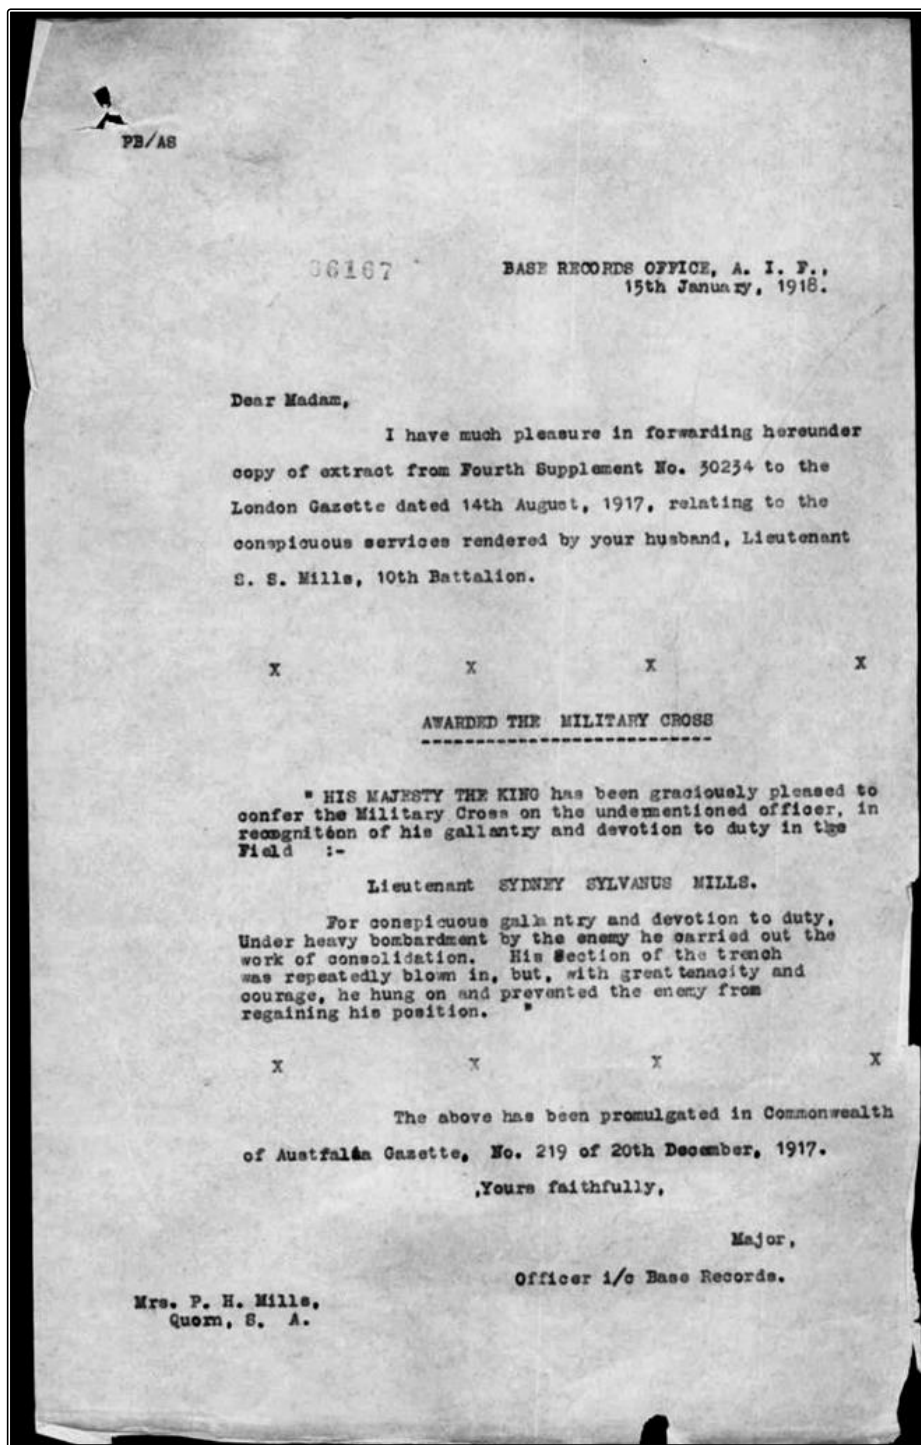 PB/AS
36167
BASE RECORDS OFFICE, A. I. F.,
15th January, 1918.
Dear Madam,
I have much pleasure in forwarding hereunder
copy of extract from Fourth Supplement No. 30234 to the
London Gazette dated 14th August, 1917, relating to the
conspicuous services rendered by your husband, Lieutenant
S. S. Mills, 10th Battalion.
X X X X
AWARDED THE MILITARY CROSS
----------------------------
" HIS MAJESTY THE KING has been graciously pleased to
confer the Military Cross on the undermentioned officer, in
recognition of his gallantry and devotion to duty in the
Field :-
Lieutenant SYDNEY SYLVANUS MILLS.
For conspicuous gallantry and devotion to duty,
Under heavy bombardment by the enemy he carried out the
work of consolidation. His Section of the trench
was repeatedly blown in, but, with great tenacity and
courage, he hung on and prevented the enemy from
regaining his position. "
X X X X
The above has been promulgated in Commonwealth
of Austfalia Gazette, No. 219 of 20th December, 1917.
,Yours faithfully,
Major,
Officer i/c Base Records.
Mrs. P. H. Mills,
Quorn, S. A.